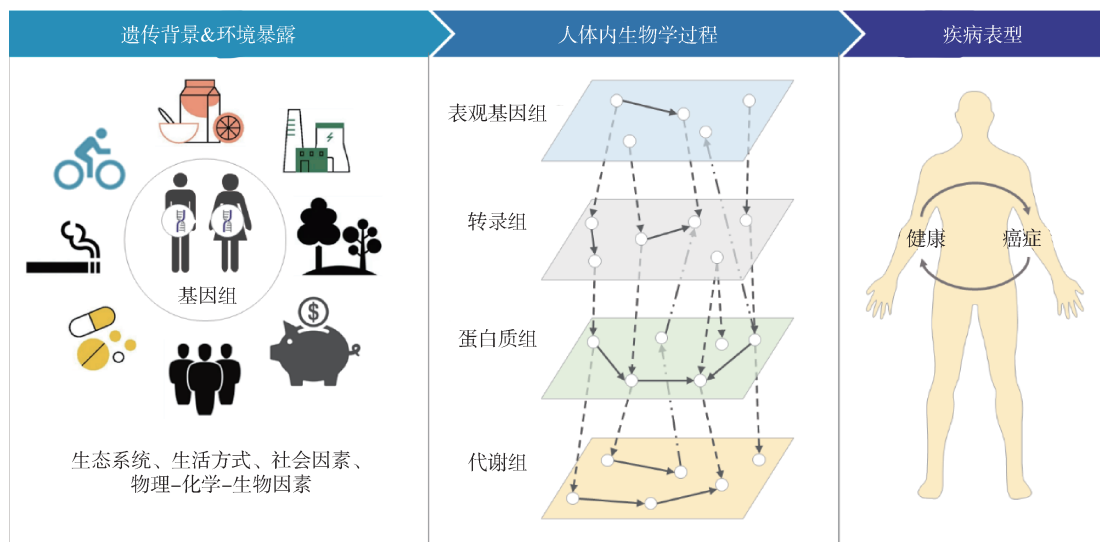 遗传背景&环境暴露
人体内生物学过程
疾病表型
基因组
$
生态系统、生活方式、社会因素、
物理–化学–生物因素
表观基因组
转录组
蛋白质组
代谢组
健康
癌症